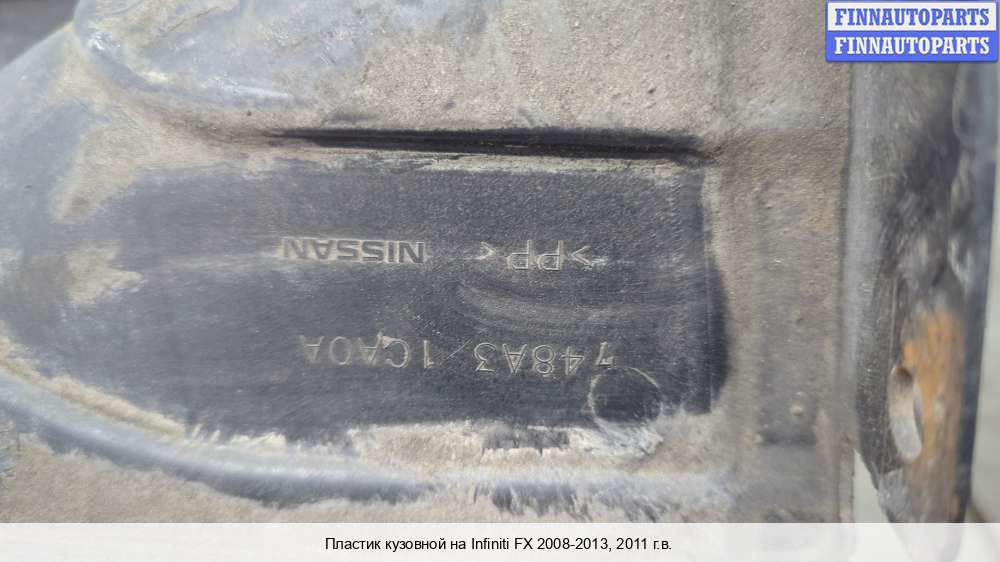 FINNAUTOPARTS
FINNAUTOPARTS
748A3 1CA0A
>PP< NISSAN
Пластик кузовной на Infiniti FX 2008-2013, 2011 г.в.